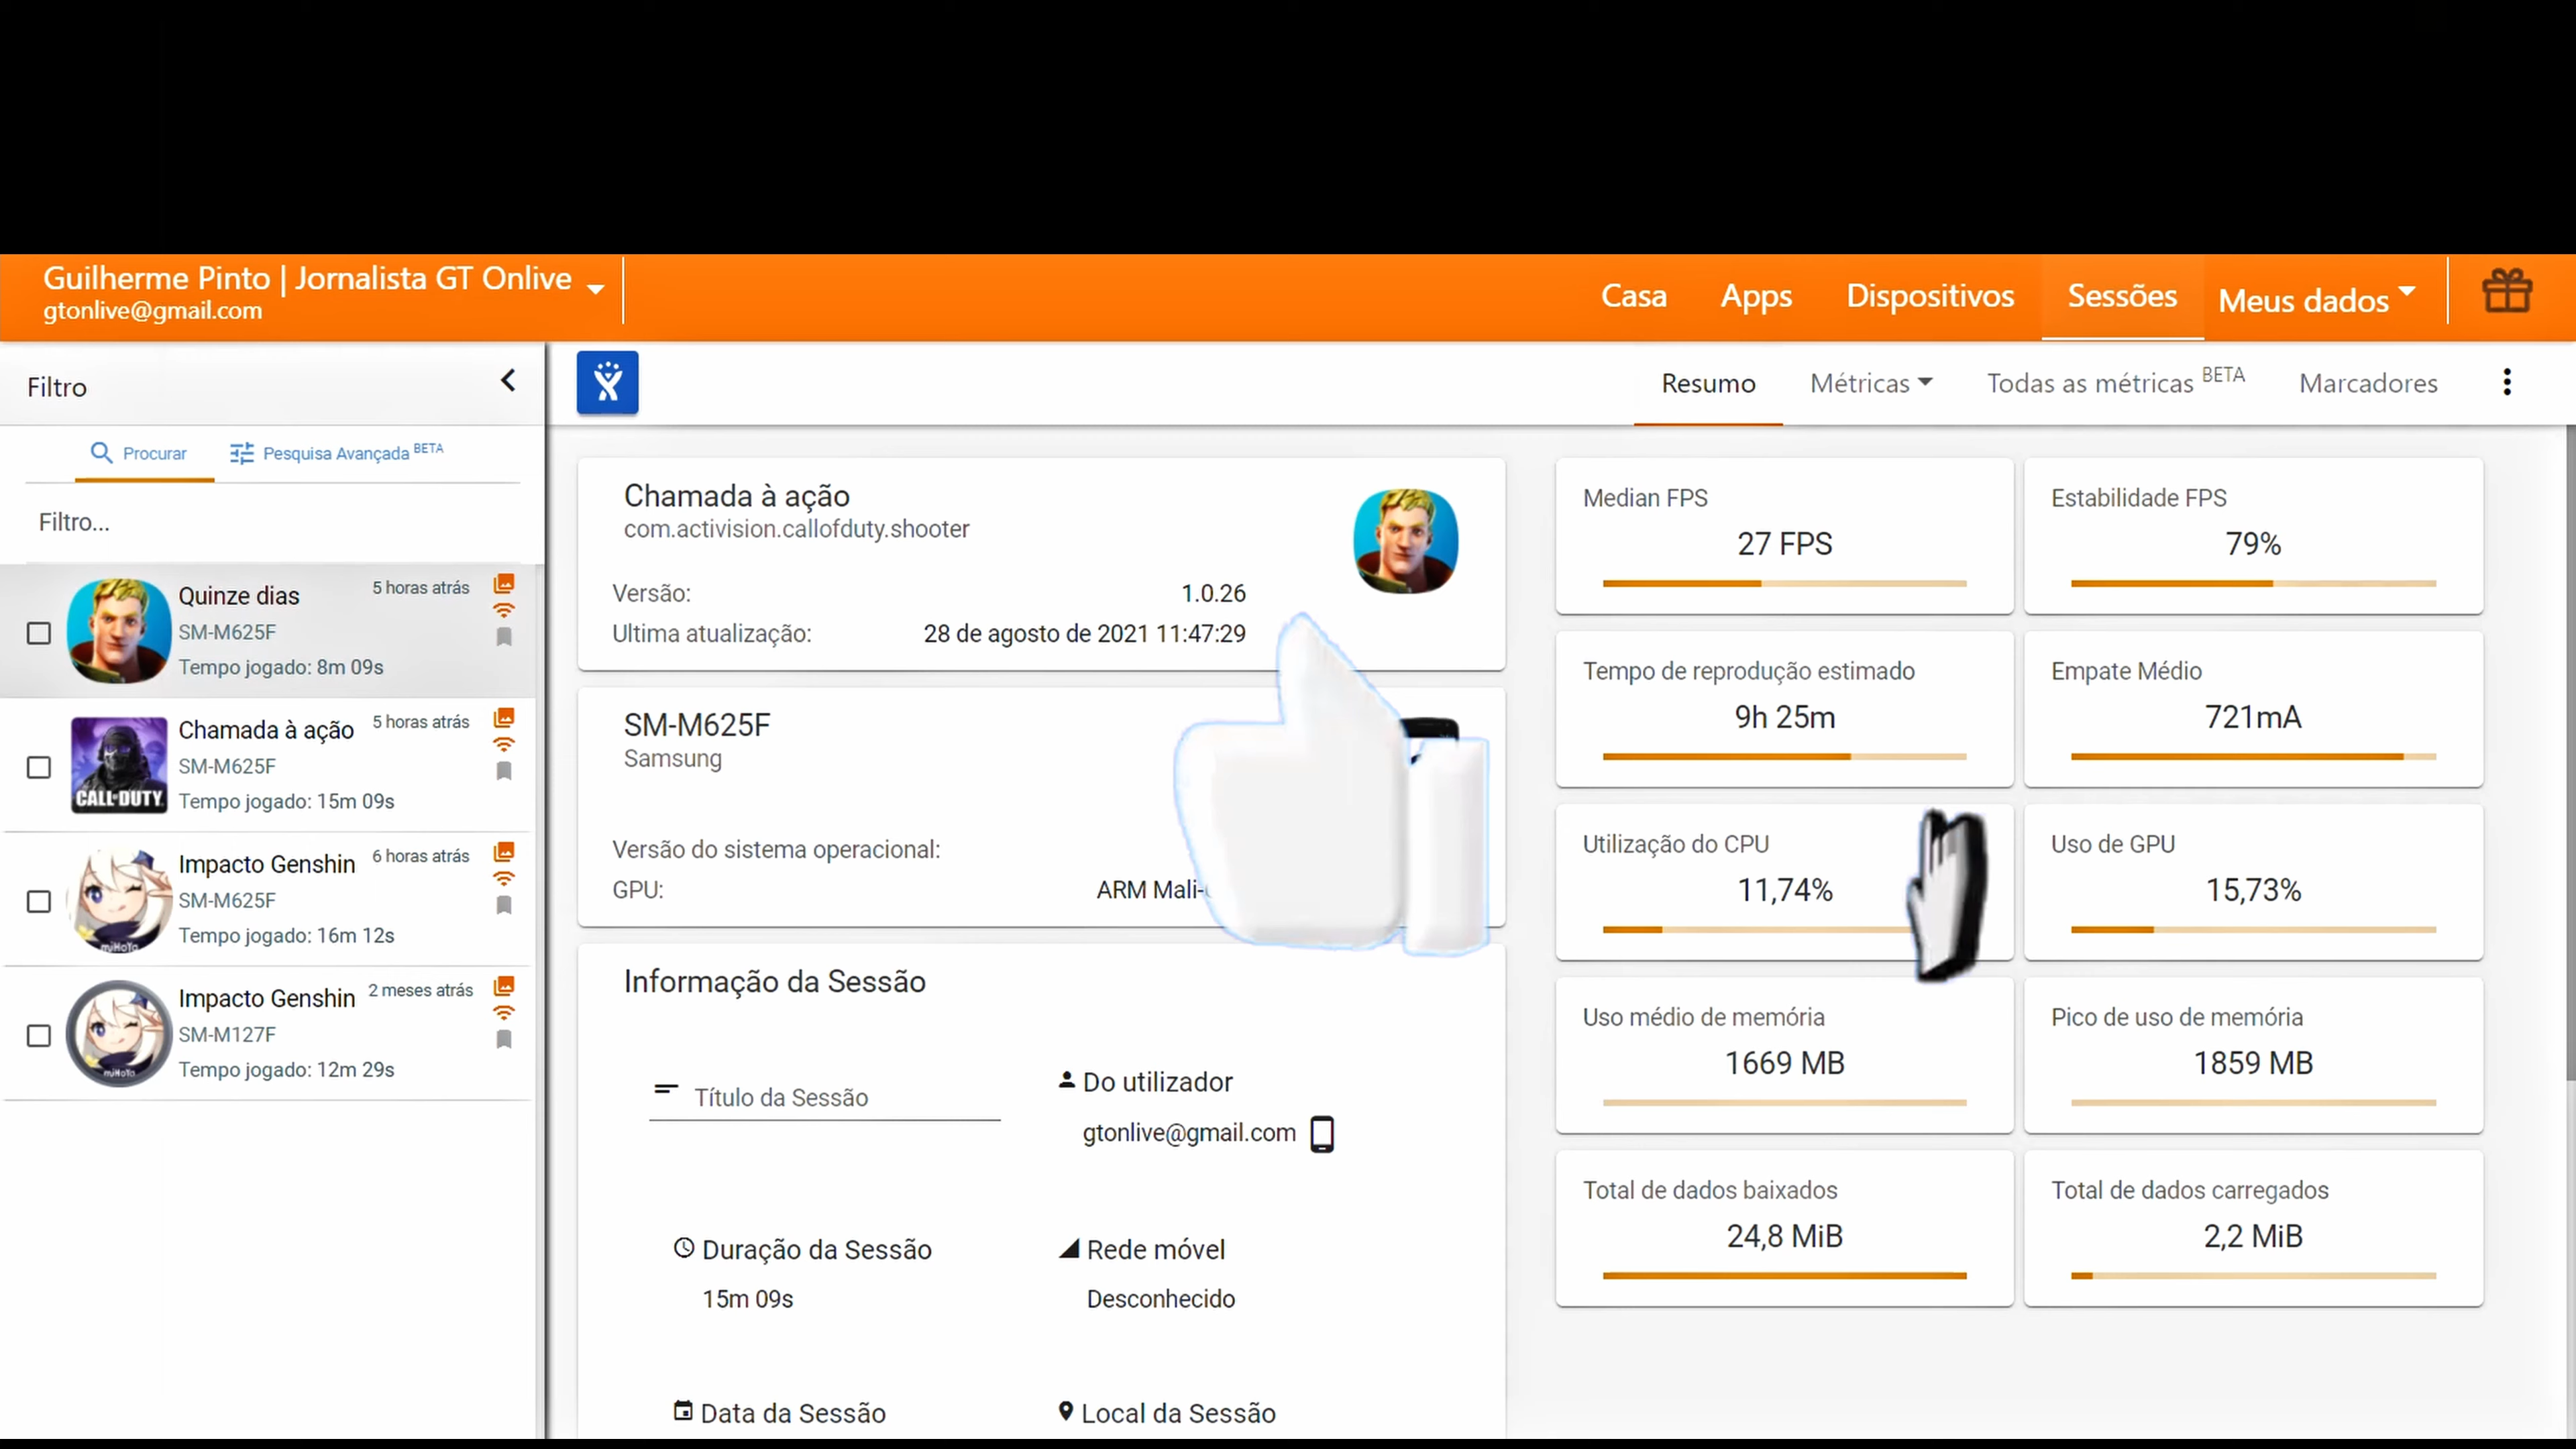 Guilherme Pinto | Jornalista GT Onlive
gtonlive@gmail.com
Casa
Apps
Dispositivos
Sessões
Meus dados
Filtro
Procurar
Pesquisa Avançada BETA
Filtro...
Quinze dias
5 horas atrás
SM-M625F
Tempo jogado: 8m 09s
Chamada à ação
5 horas atrás
SM-M625F
Tempo jogado: 15m 09s
CALL OF DUTY
Impacto Genshin
6 horas atrás
SM-M625F
Tempo jogado: 16m 12s
miHoYo
Impacto Genshin
2 meses atrás
SM-M127F
Tempo jogado: 12m 29s
miHoYo
Resumo
Métricas
Todas as métricas BETA
Marcadores
Chamada à ação
com.activision.callofduty.shooter
Versão: 1.0.26
Ultima atualização: 28 de agosto de 2021 11:47:29
SM-M625F
Samsung
Versão do sistema operacional:
GPU: ARM Mali-
Informação da Sessão
Título da Sessão
Do utilizador
gtonlive@gmail.com
Duração da Sessão
15m 09s
Rede móvel
Desconhecido
Data da Sessão
Local da Sessão
Median FPS
27 FPS
Estabilidade FPS
79%
Tempo de reprodução estimado
9h 25m
Empate Médio
721mA
Utilização do CPU
11,74%
Uso de GPU
15,73%
Uso médio de memória
1669 MB
Pico de uso de memória
1859 MB
Total de dados baixados
24,8 MiB
Total de dados carregados
2,2 MiB